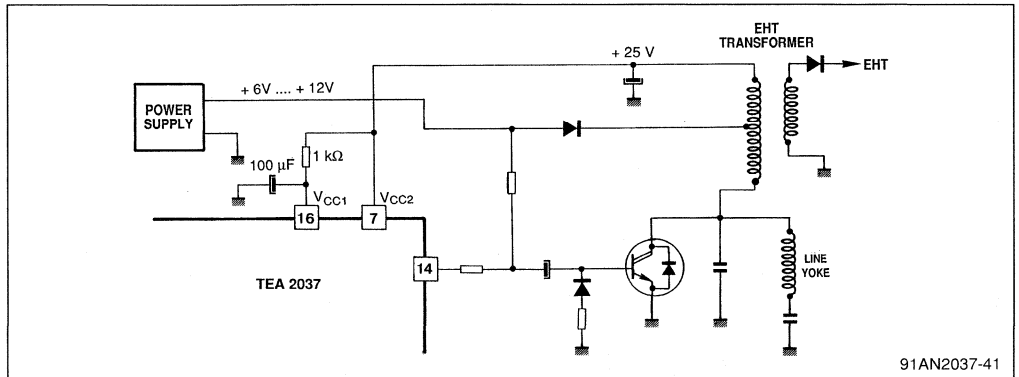 EHT
TRANSFORMER
+ 25 V
EHT
+ 6V .... + 12V
POWER
SUPPLY
1 kΩ
100 µF
VCC1
VCC2
16
7
14
TEA 2037
LINE
YOKE
91AN2037-41